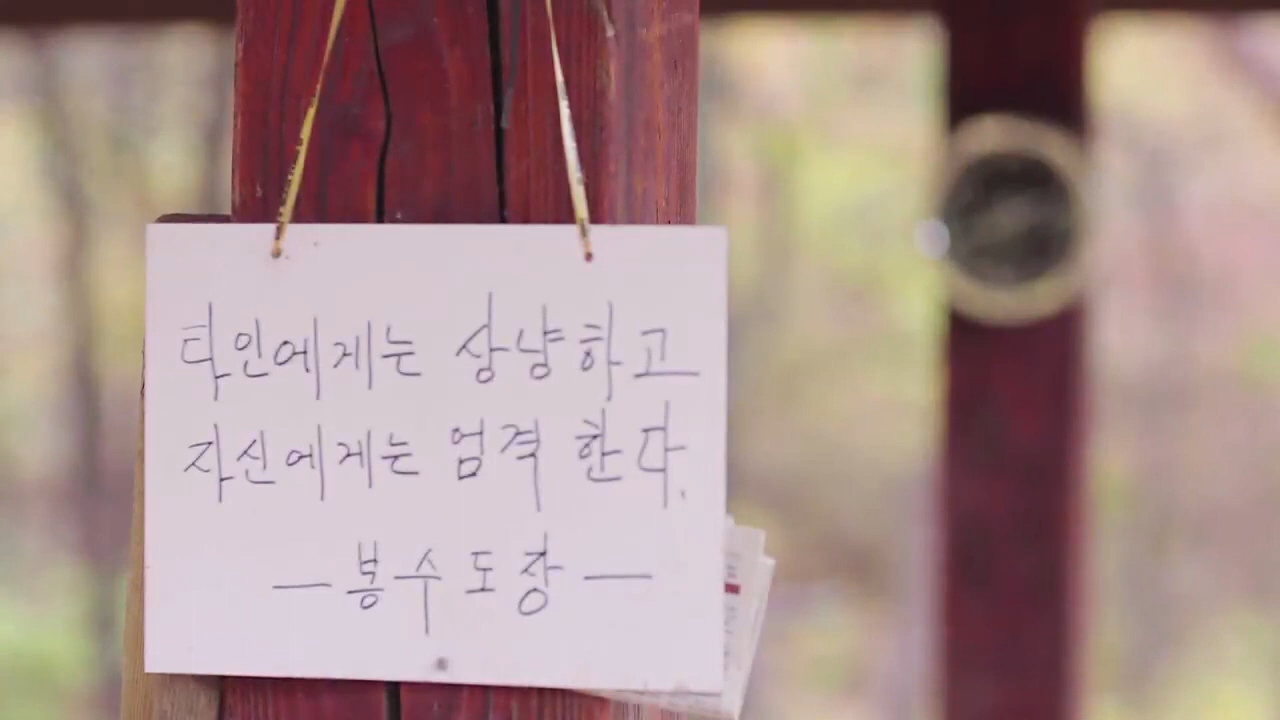 타인에게는 상냥하고
자신에게는 엄격 한다.
— 봉수도장 —